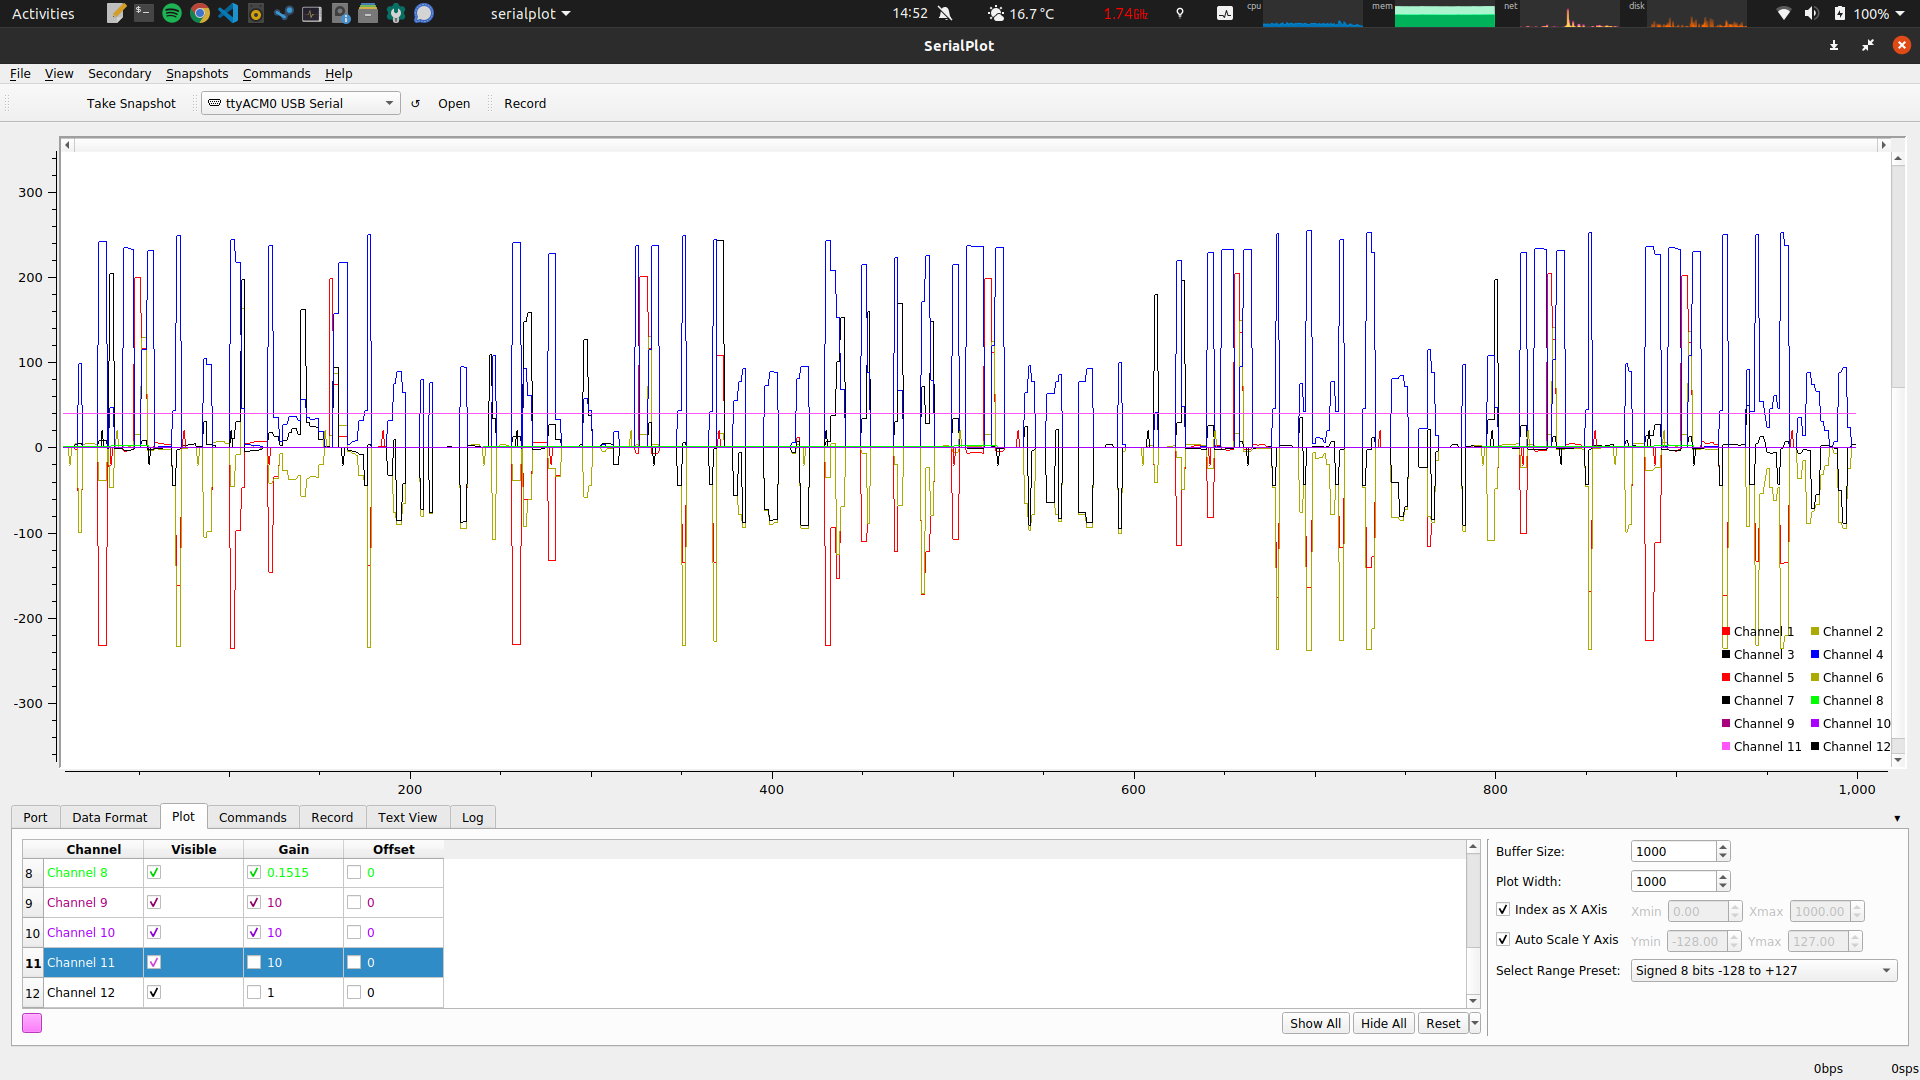 Activities serialplot 14:52 16.7 °C 1.74GHz cpu mem net disk 100%
SerialPlot
File View Secondary Snapshots Commands Help
Take Snapshot ttyACM0 USB Serial Open Record
300
200
100
0
-100
-200
-300
Channel 1 Channel 2
Channel 3 Channel 4
Channel 5 Channel 6
Channel 7 Channel 8
Channel 9 Channel 10
Channel 11 Channel 12
200 400 600 800 1,000
Port Data Format Plot Commands Record Text View Log
Channel Visible Gain Offset
8 Channel 8 0.1515 0
9 Channel 9 10 0
10 Channel 10 10 0
11 Channel 11 10 0
12 Channel 12 1 0
Buffer Size: 1000
Plot Width: 1000
Index as X AXis Xmin 0.00 Xmax 1000.00
Auto Scale Y Axis Ymin -128.00 Ymax 127.00
Select Range Preset: Signed 8 bits -128 to +127
Show All Hide All Reset
0bps 0sps